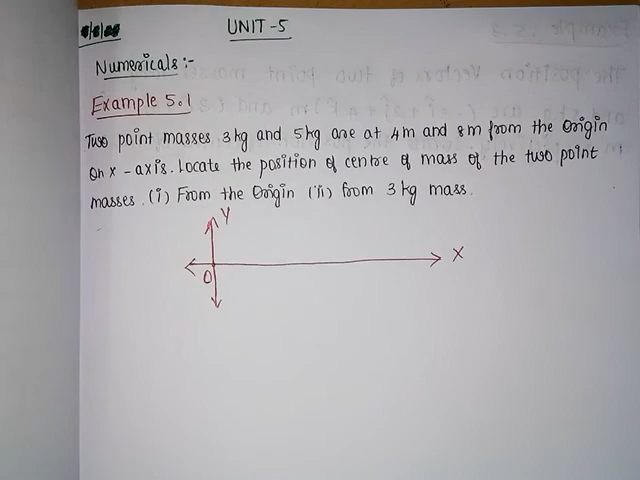 UNIT-5
Numericals:-
Example 5.1
Two point masses 3kg and 5kg are at 4m and 8m from the Origin
On x-axis. Locate the position of centre of mass of the two point
masses. (i) From the Origin (ii) from 3kg mass.
Y
X
O